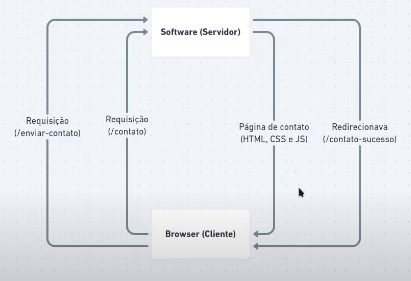 Software (Servidor)
Requisição
(/enviar-contato)
Requisição
(/contato)
Página de contato
(HTML, CSS e JS)
Redirecionava
(/contato-sucesso)
Browser (Cliente)